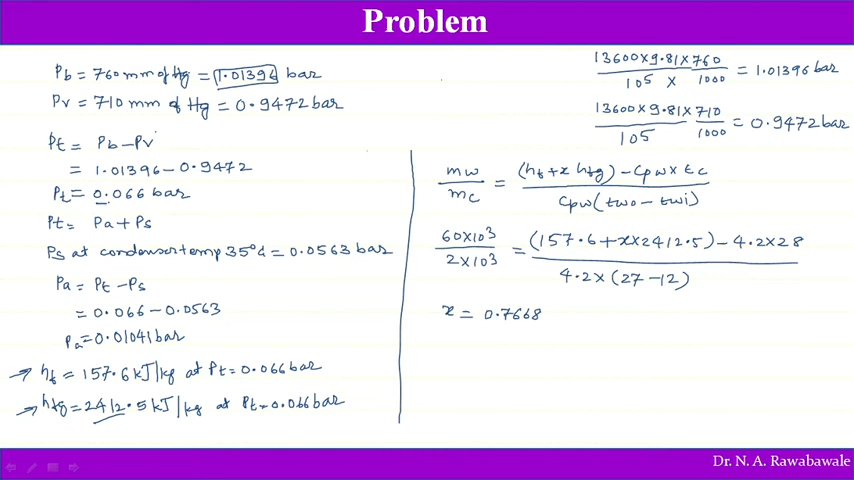 Problem
Pb = 760 mm of Hg = 1.01396 bar
Pv = 710 mm of Hg = 0.9472 bar
Pt = Pb - Pv
= 1.01396 - 0.9472
Pt = 0.066 bar
Pt = Pa + Ps
Ps at condenser temp 35°c = 0.0563 bar
Pa = Pt - Ps
= 0.066 - 0.0563
Pa = 0.01041 bar
→ hf = 157.6 kJ/kg at Pt = 0.066 bar
→ hfg = 2412.5 kJ/kg at Pt = 0.066 bar
13600 × 9.81 × 760 / 10^5 × 1000 = 1.01396 bar
13600 × 9.81 × 710 / 10^5 1000 = 0.9472 bar
mw / mc = (hf + x hfg) - Cpw × tc / Cpw (two - twi)
60 × 10^3 / 2 × 10^3 = (157.6 + x × 2412.5) - 4.2 × 28 / 4.2 × (27 - 12)
x = 0.7668
Dr. N. A. Rawabawale